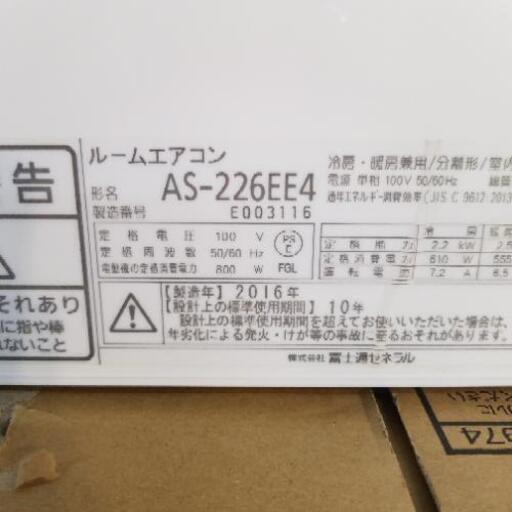 告
それあり
に指や棒
れないこと
ルームエアコン
形名 AS-226EE4
製造番号 E003116
冷房・暖房兼用/分離形/室内
電源 単相 100V 50/60Hz 総質
通年エネルギー消費効率 (JIS C 9612 2013
定格電圧 100 V
定格周波数 50/60 Hz
電動機の定格消費電力 800 W
PSE
FGL
冷房
定格能力 2.2 kW 2.5
定格消費電力 610 W 555
運転電流 7.2 A 6.5
【製造年】2016年
【設計上の標準使用期間】10年
設計上の標準使用期間を超えてお使いいただいた場合は、
年劣化による発火・けが等の事故に至るおそれがあります。
株式会社 富士通ゼネラル
974